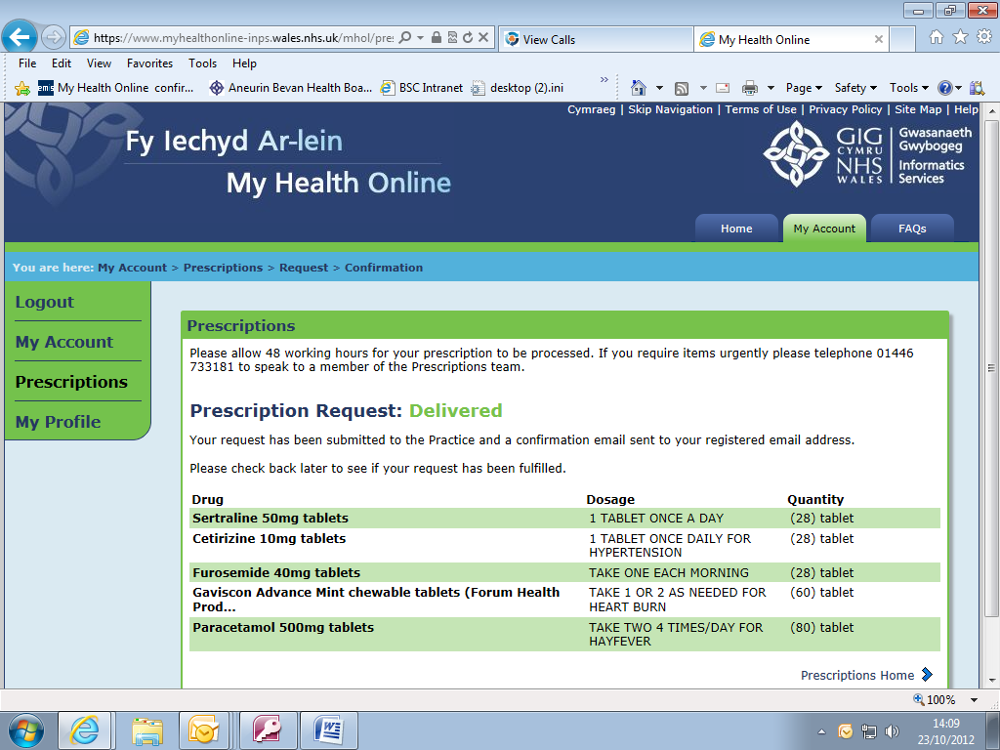 https://www.myhealthonline-inps.wales.nhs.uk/mhol/pre
View Calls
My Health Online
File Edit View Favorites Tools Help
My Health Online confir...
Aneurin Bevan Health Boa...
BSC Intranet
desktop (2).ini
Page Safety Tools
Cymraeg | Skip Navigation | Terms of Use | Privacy Policy | Site Map | Help
Fy Iechyd Ar-lein
My Health Online
GIG
CYMRU
NHS
WALES
Gwasanaeth
Gwybogeg
Informatics
Services
Home My Account FAQs
You are here: My Account > Prescriptions > Request > Confirmation
Logout
My Account
Prescriptions
My Profile
Prescriptions
Please allow 48 working hours for your prescription to be processed. If you require items urgently please telephone 01446
733181 to speak to a member of the Prescriptions team.
Prescription Request: Delivered
Your request has been submitted to the Practice and a confirmation email sent to your registered email address.
Please check back later to see if your request has been fulfilled.
Drug Dosage Quantity
Sertraline 50mg tablets 1 TABLET ONCE A DAY (28) tablet
Cetirizine 10mg tablets 1 TABLET ONCE DAILY FOR (28) tablet
HYPERTENSION
Furosemide 40mg tablets TAKE ONE EACH MORNING (28) tablet
Gaviscon Advance Mint chewable tablets (Forum Health TAKE 1 OR 2 AS NEEDED FOR (60) tablet
Prod... HEART BURN
Paracetamol 500mg tablets TAKE TWO 4 TIMES/DAY FOR (80) tablet
HAYFEVER
Prescriptions Home
100%
14:09
23/10/2012